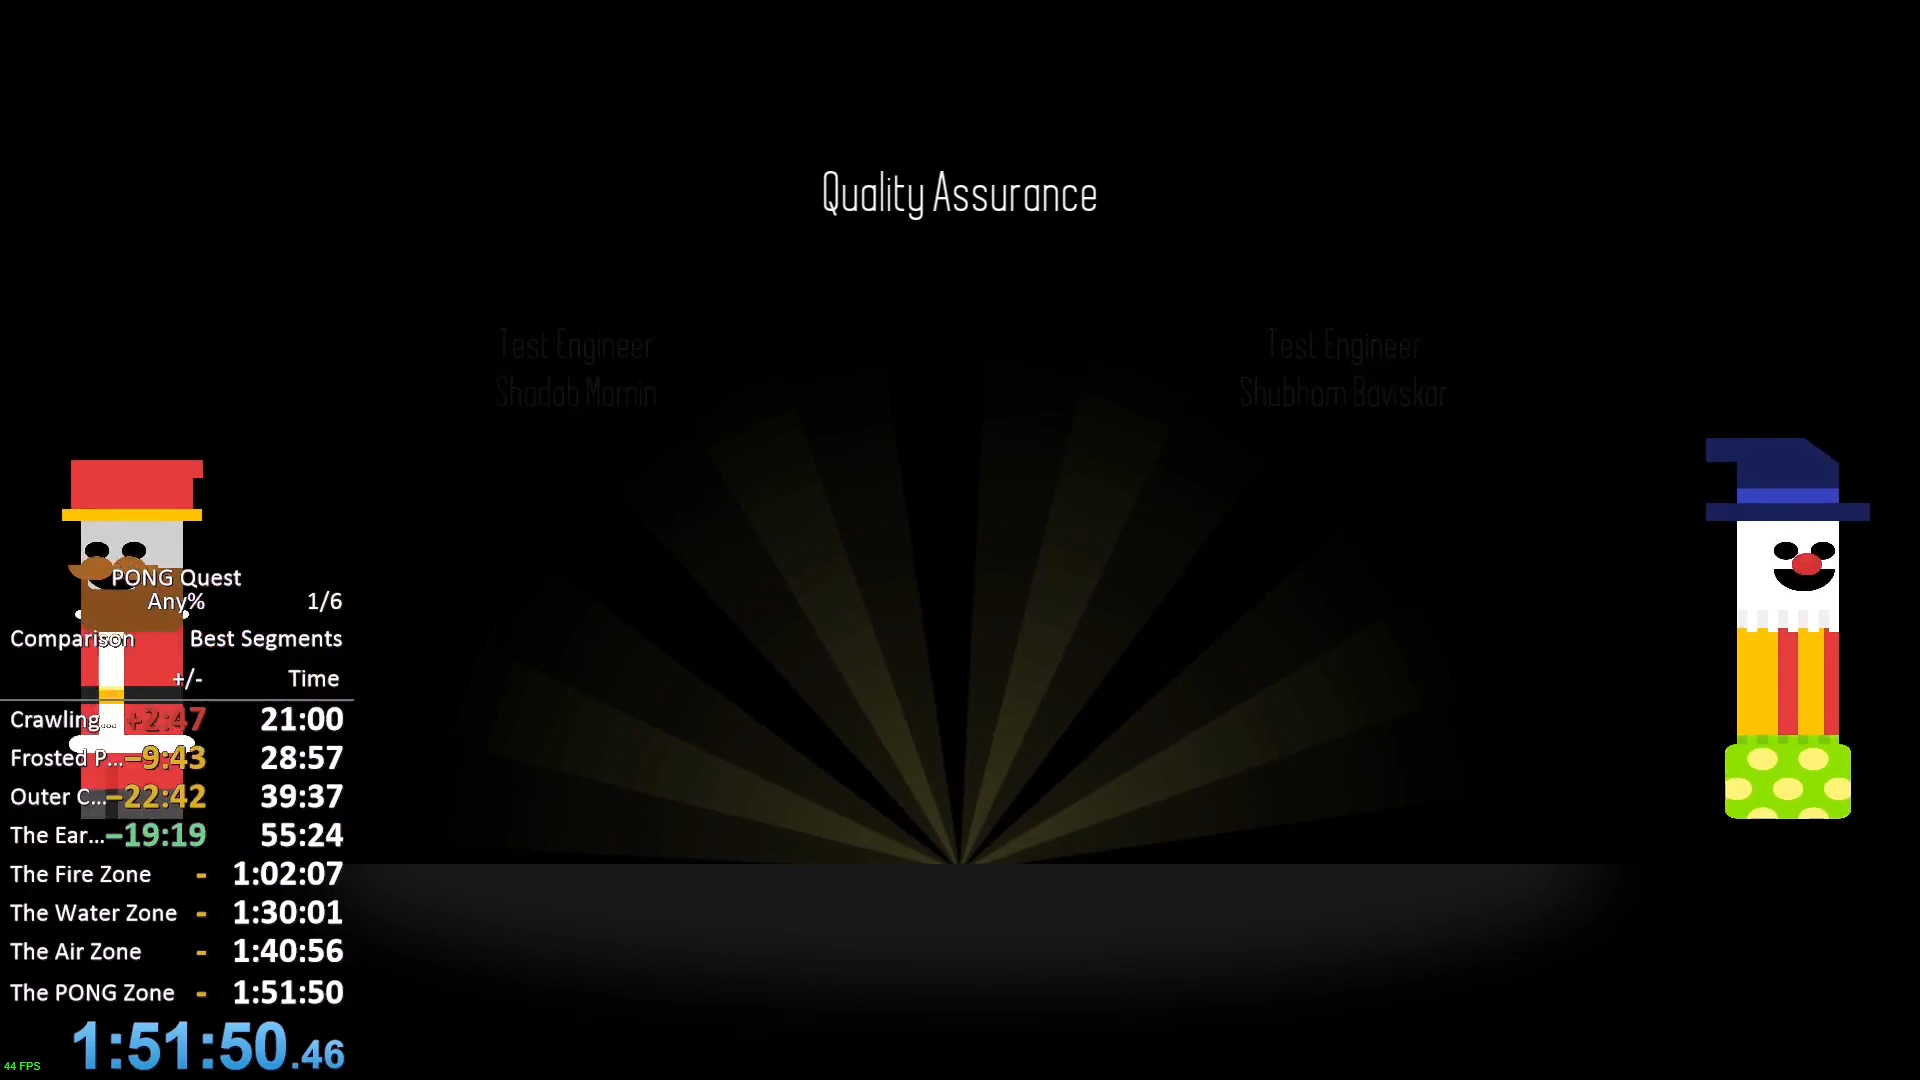 Quality Assurance
Test Engineer
Shadab Momin
Test Engineer
Shubham Baviskar
PONG Quest
Any% 1/6
Comparison Best Segments
+/- Time
Crawling... +2:47 21:00
Frosted P... −9:43 28:57
Outer C... −22:42 39:37
The Ear... −19:19 55:24
The Fire Zone - 1:02:07
The Water Zone - 1:30:01
The Air Zone - 1:40:56
The PONG Zone - 1:51:50
1:51:50.46
44 FPS